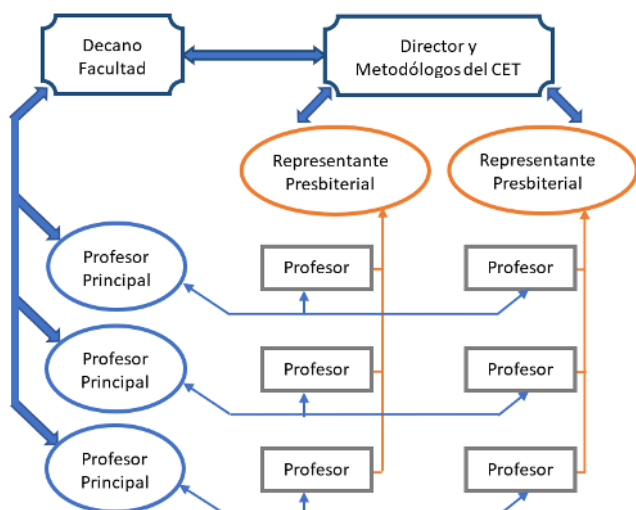 Decano
Facultad
Director y
Metodólogos del CET
Representante
Presbiterial
Representante
Presbiterial
Profesor
Principal
Profesor
Profesor
Profesor
Principal
Profesor
Profesor
Profesor
Principal
Profesor
Profesor